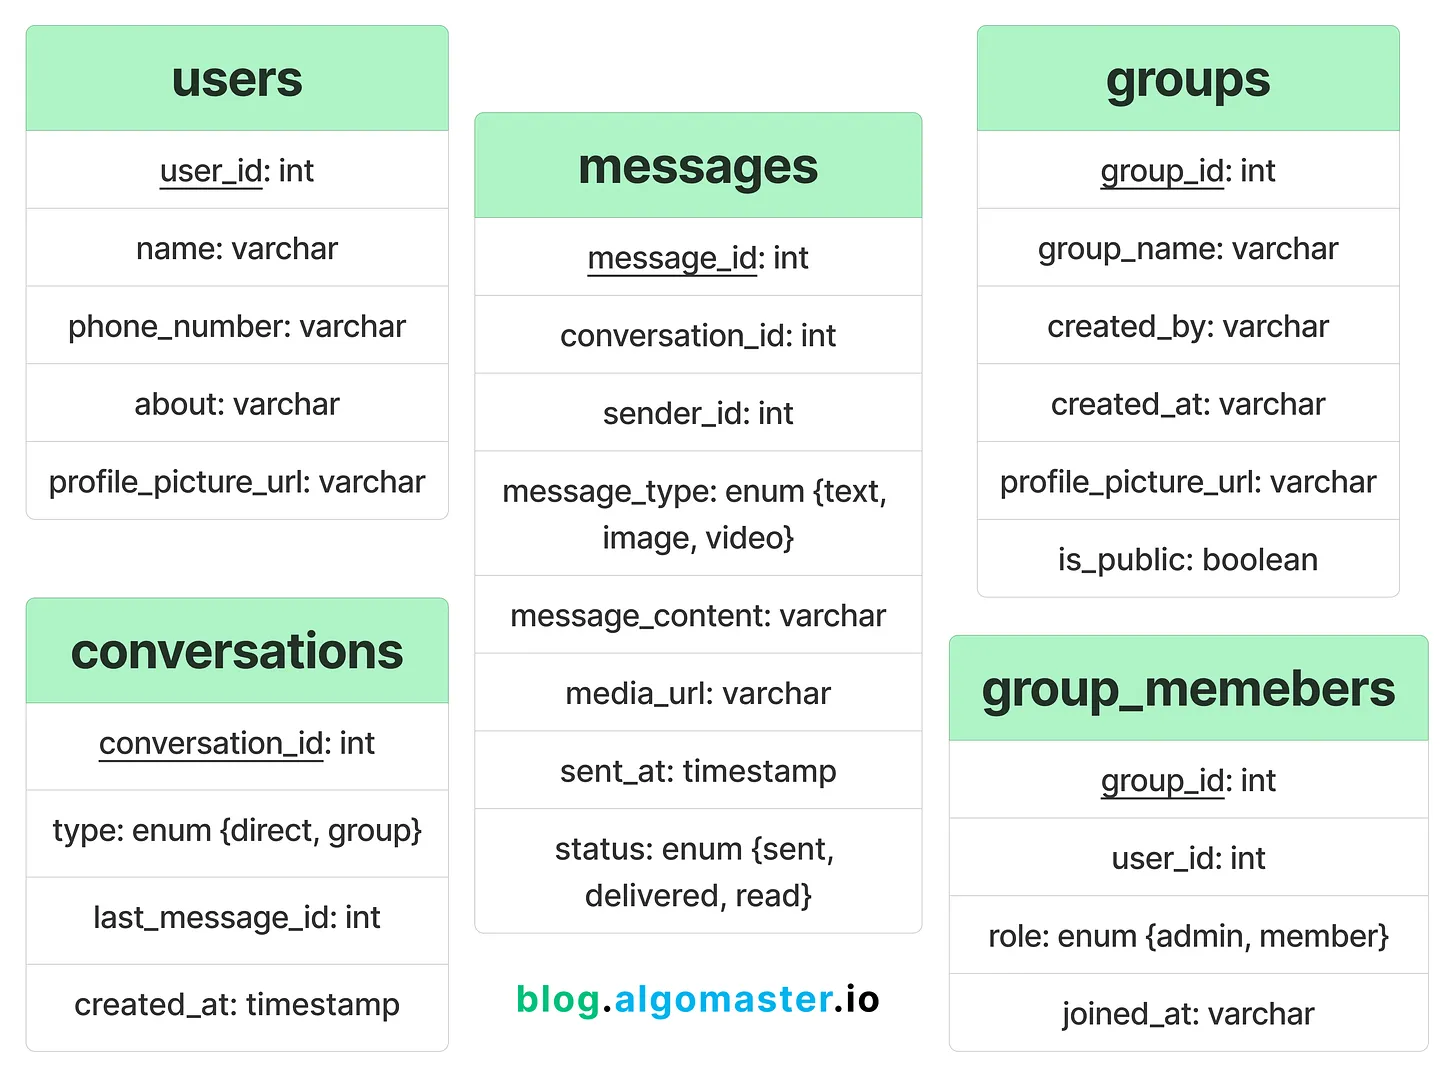 users
user_id: int
name: varchar
phone_number: varchar
about: varchar
profile_picture_url: varchar
conversations
conversation_id: int
type: enum {direct, group}
last_message_id: int
created_at: timestamp
messages
message_id: int
conversation_id: int
sender_id: int
message_type: enum {text,
image, video}
message_content: varchar
media_url: varchar
sent_at: timestamp
status: enum {sent,
delivered, read}
blog.algomaster.io
groups
group_id: int
group_name: varchar
created_by: varchar
created_at: varchar
profile_picture_url: varchar
is_public: boolean
group_memebers
group_id: int
user_id: int
role: enum {admin, member}
joined_at: varchar